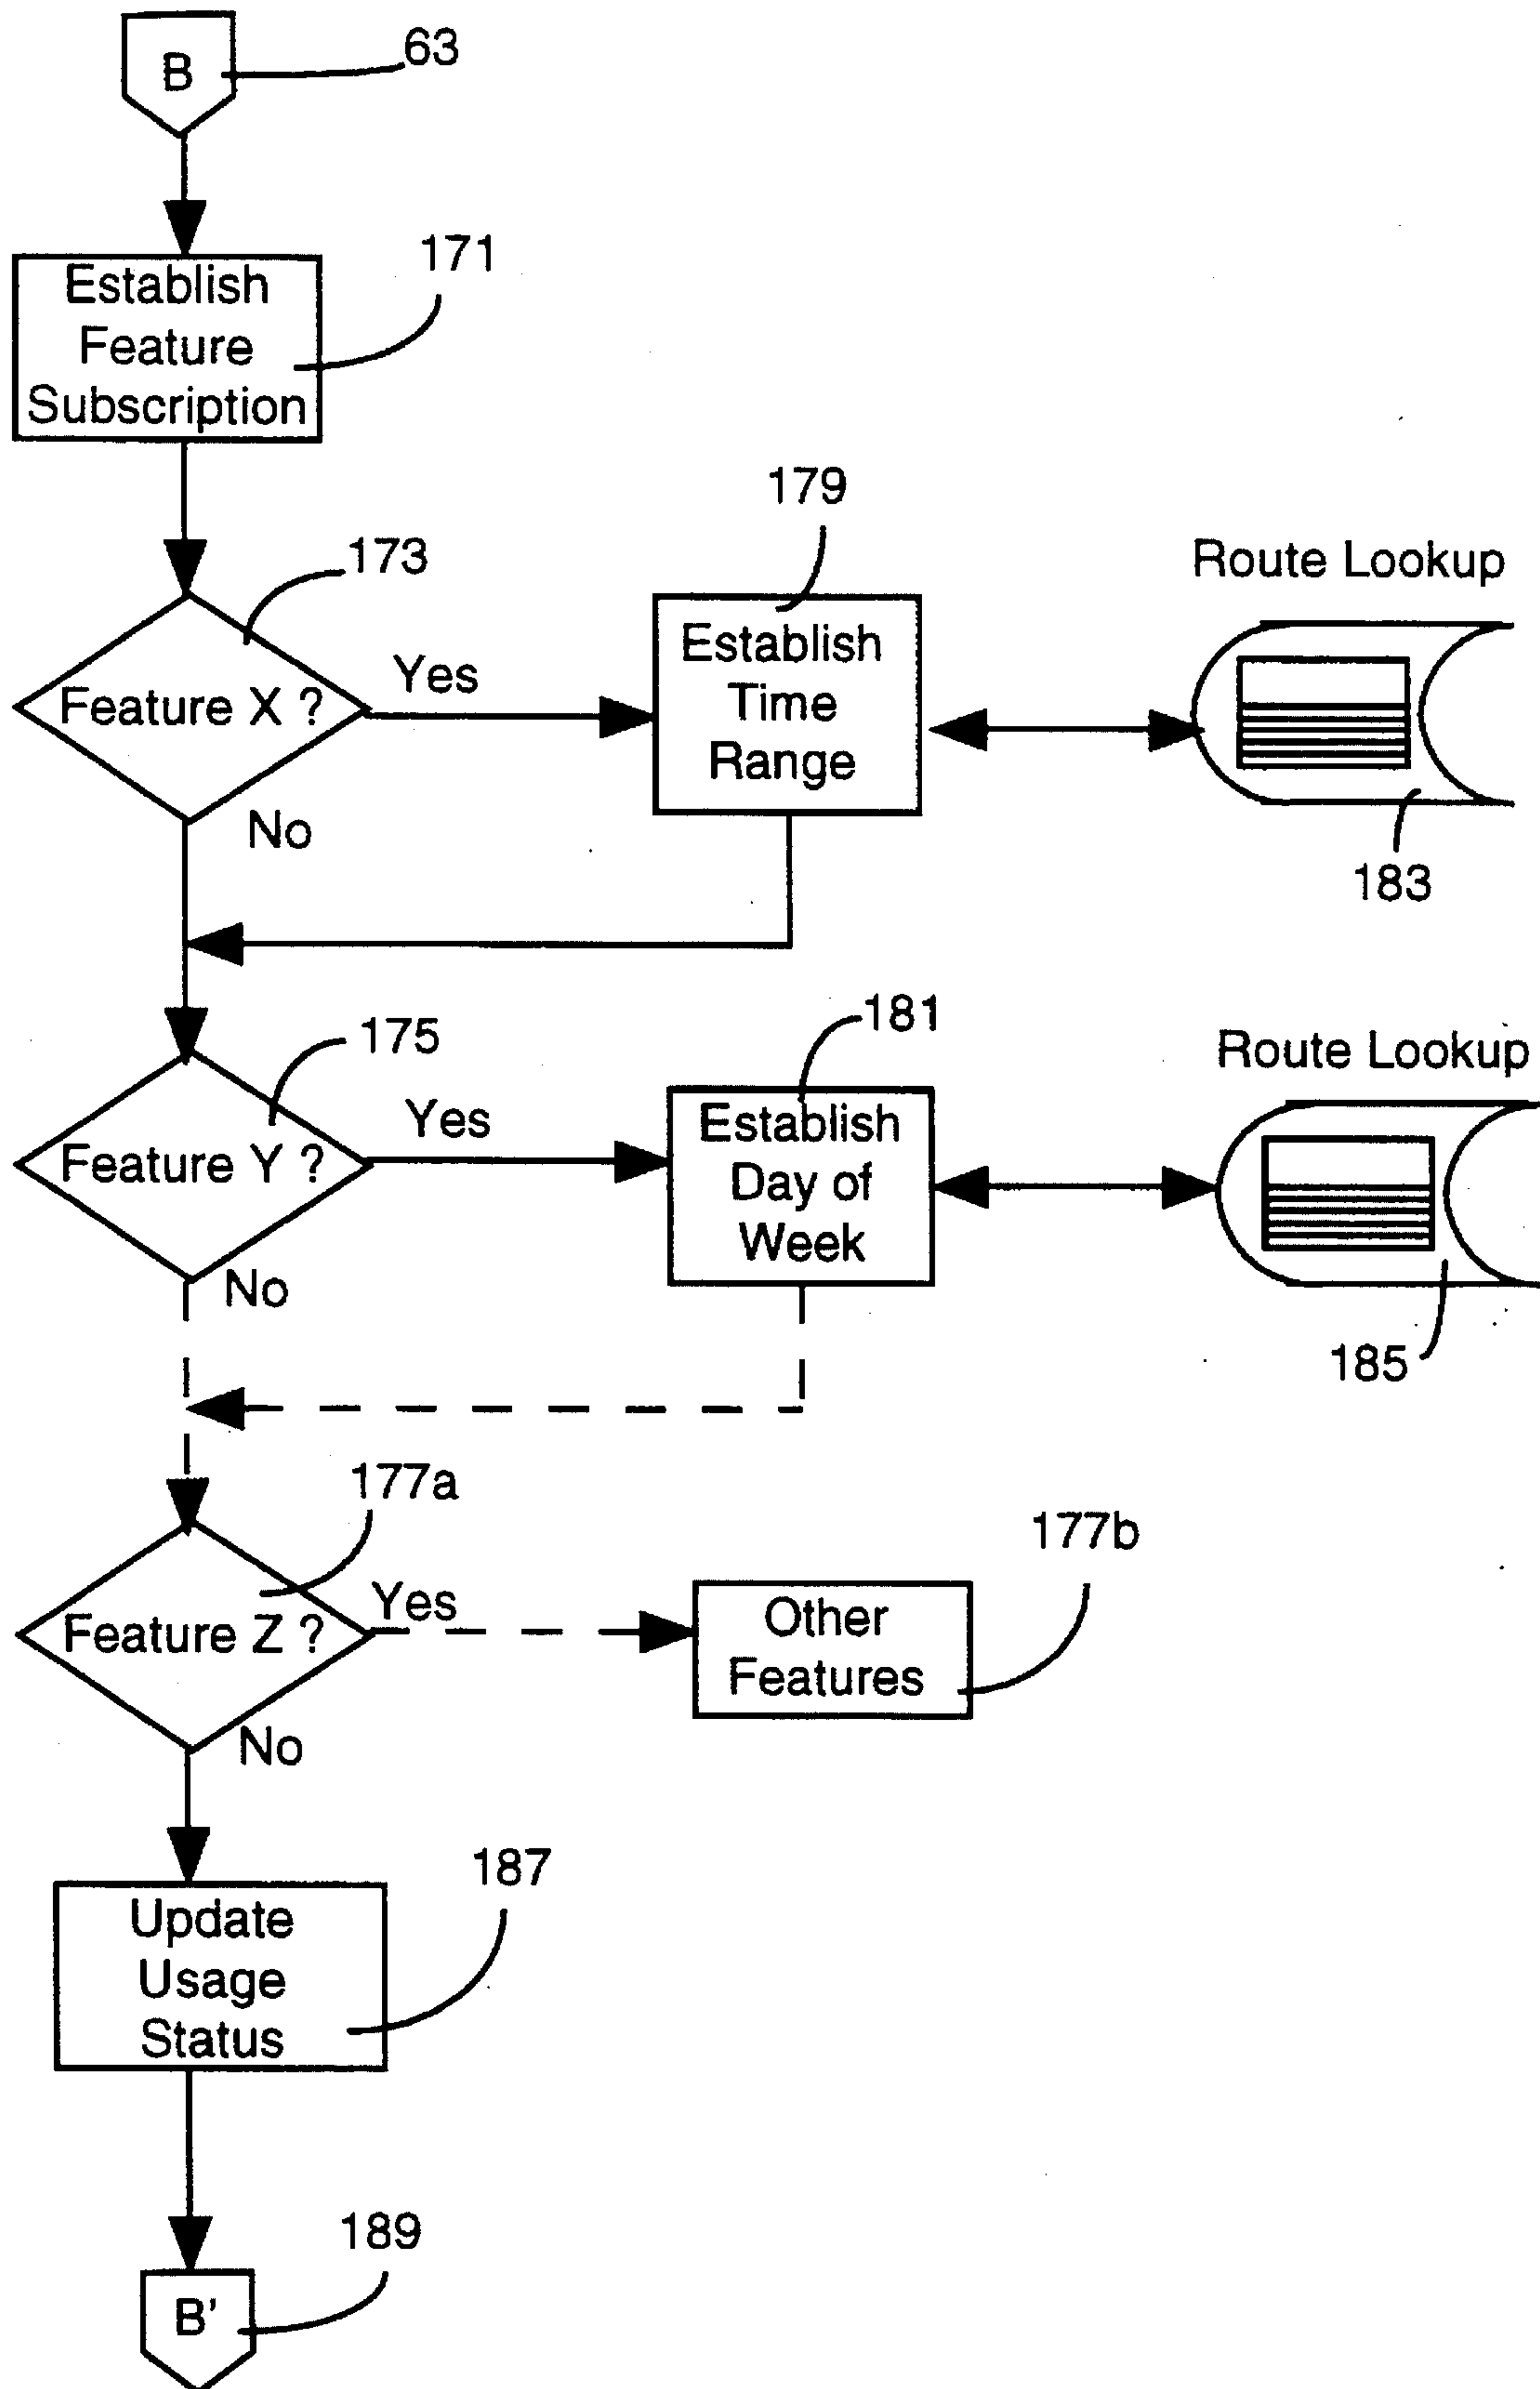 B
63
171
Establish
Feature
Subscription
179
173
Route Lookup
Establish
Time
Range
Yes
Feature X ?
No
183
181
175
Route Lookup
Establish
Day of
Week
Yes
Feature Y ?
No
185
177a
177b
Yes
Feature Z ?
Other
Features
No
187
Update
Usage
Status
189
B'